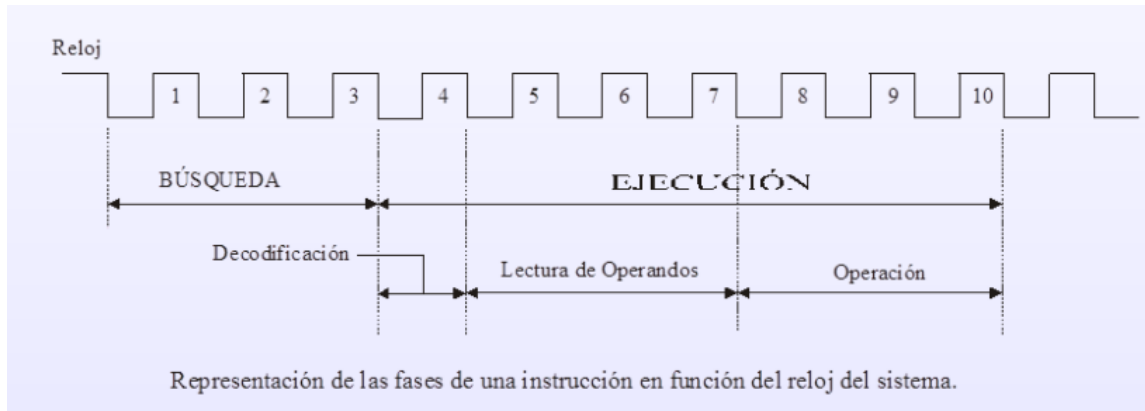 Reloj
1 2 3 4 5 6 7 8 9 10
BÚSQUEDA EJECUCIÓN
Decodificación
Lectura de Operandos Operación
Representación de las fases de una instrucción en función del reloj del sistema.